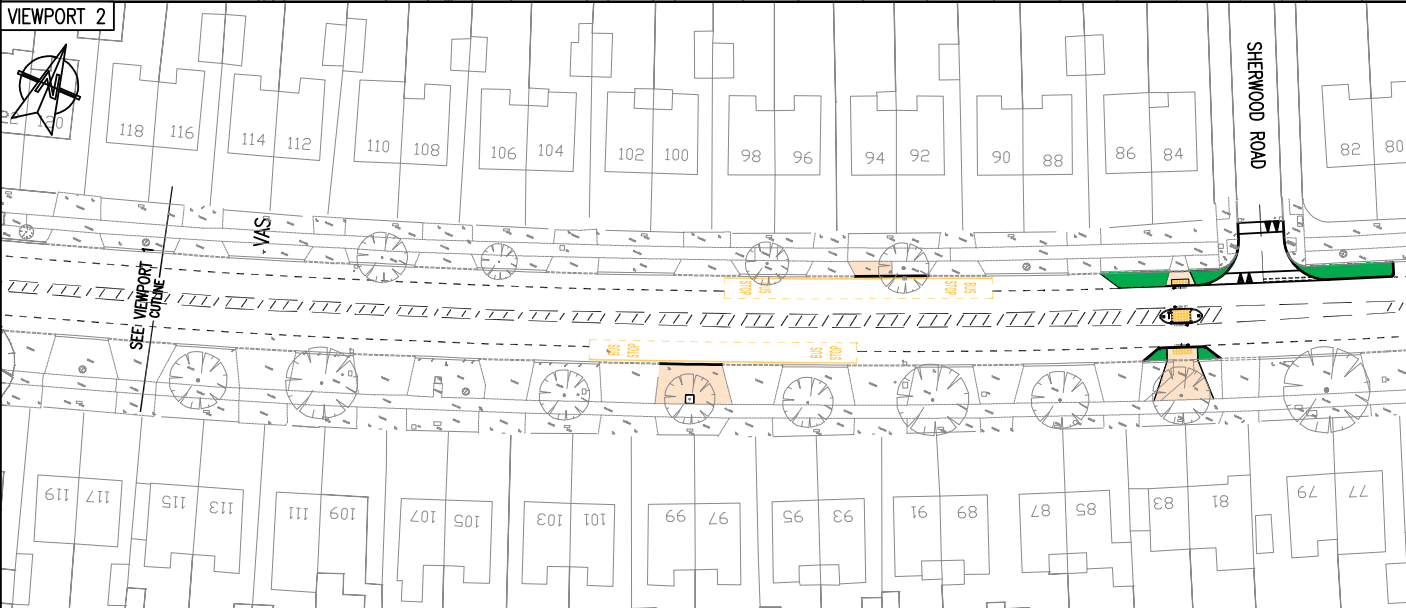 VIEWPORT 2
N
SHERWOOD ROAD
120
118 116
114 112
110 108
106 104
102 100
98 96
94 92
90 88
86 84
82 80
VAS
SEE VIEWPORT 1
CUTLINE
BUS
STOP
BUS
STOP
BUS
STOP
BUS
STOP
119 117
115 113
111 109
107 105
103 101
99 97
95 93
91 89
87 85
83 81
79 77